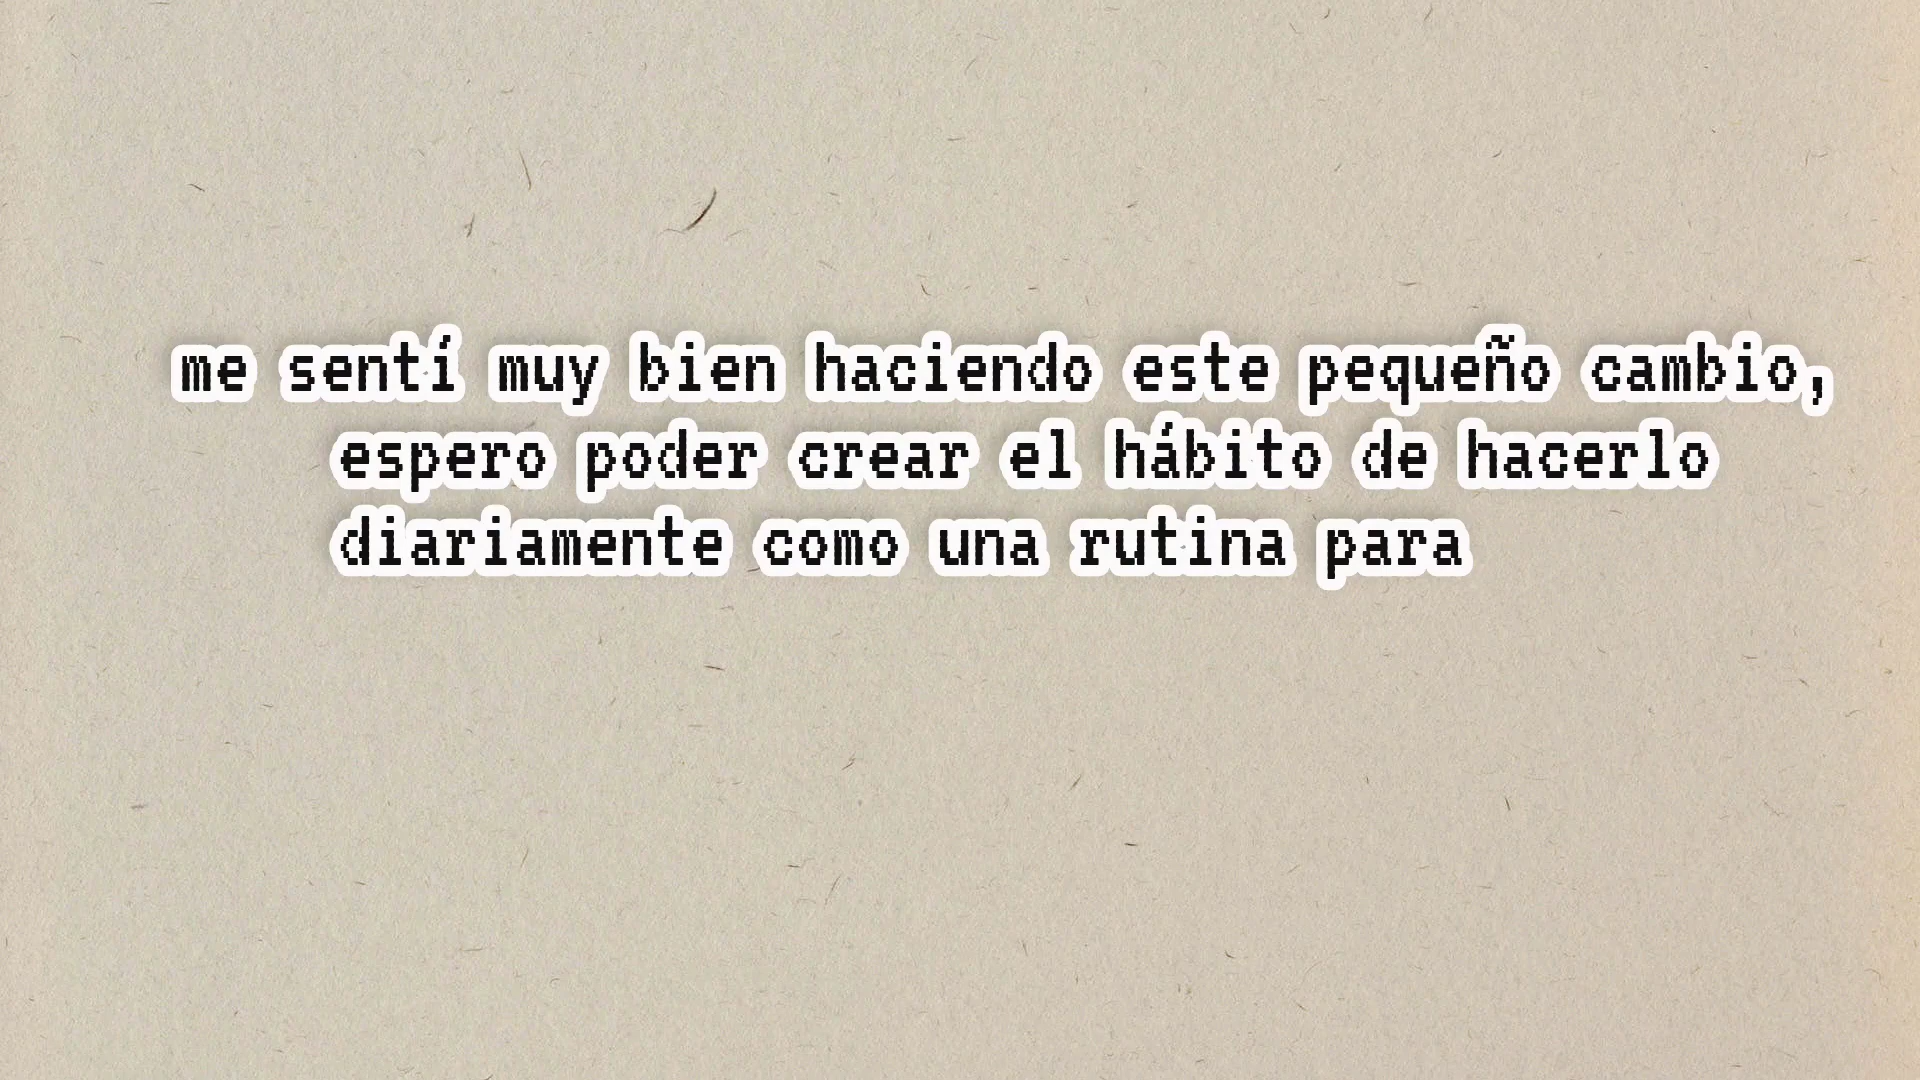 me sentí muy bien haciendo este pequeño cambio,
espero poder crear el hábito de hacerlo
diariamente como una rutina para